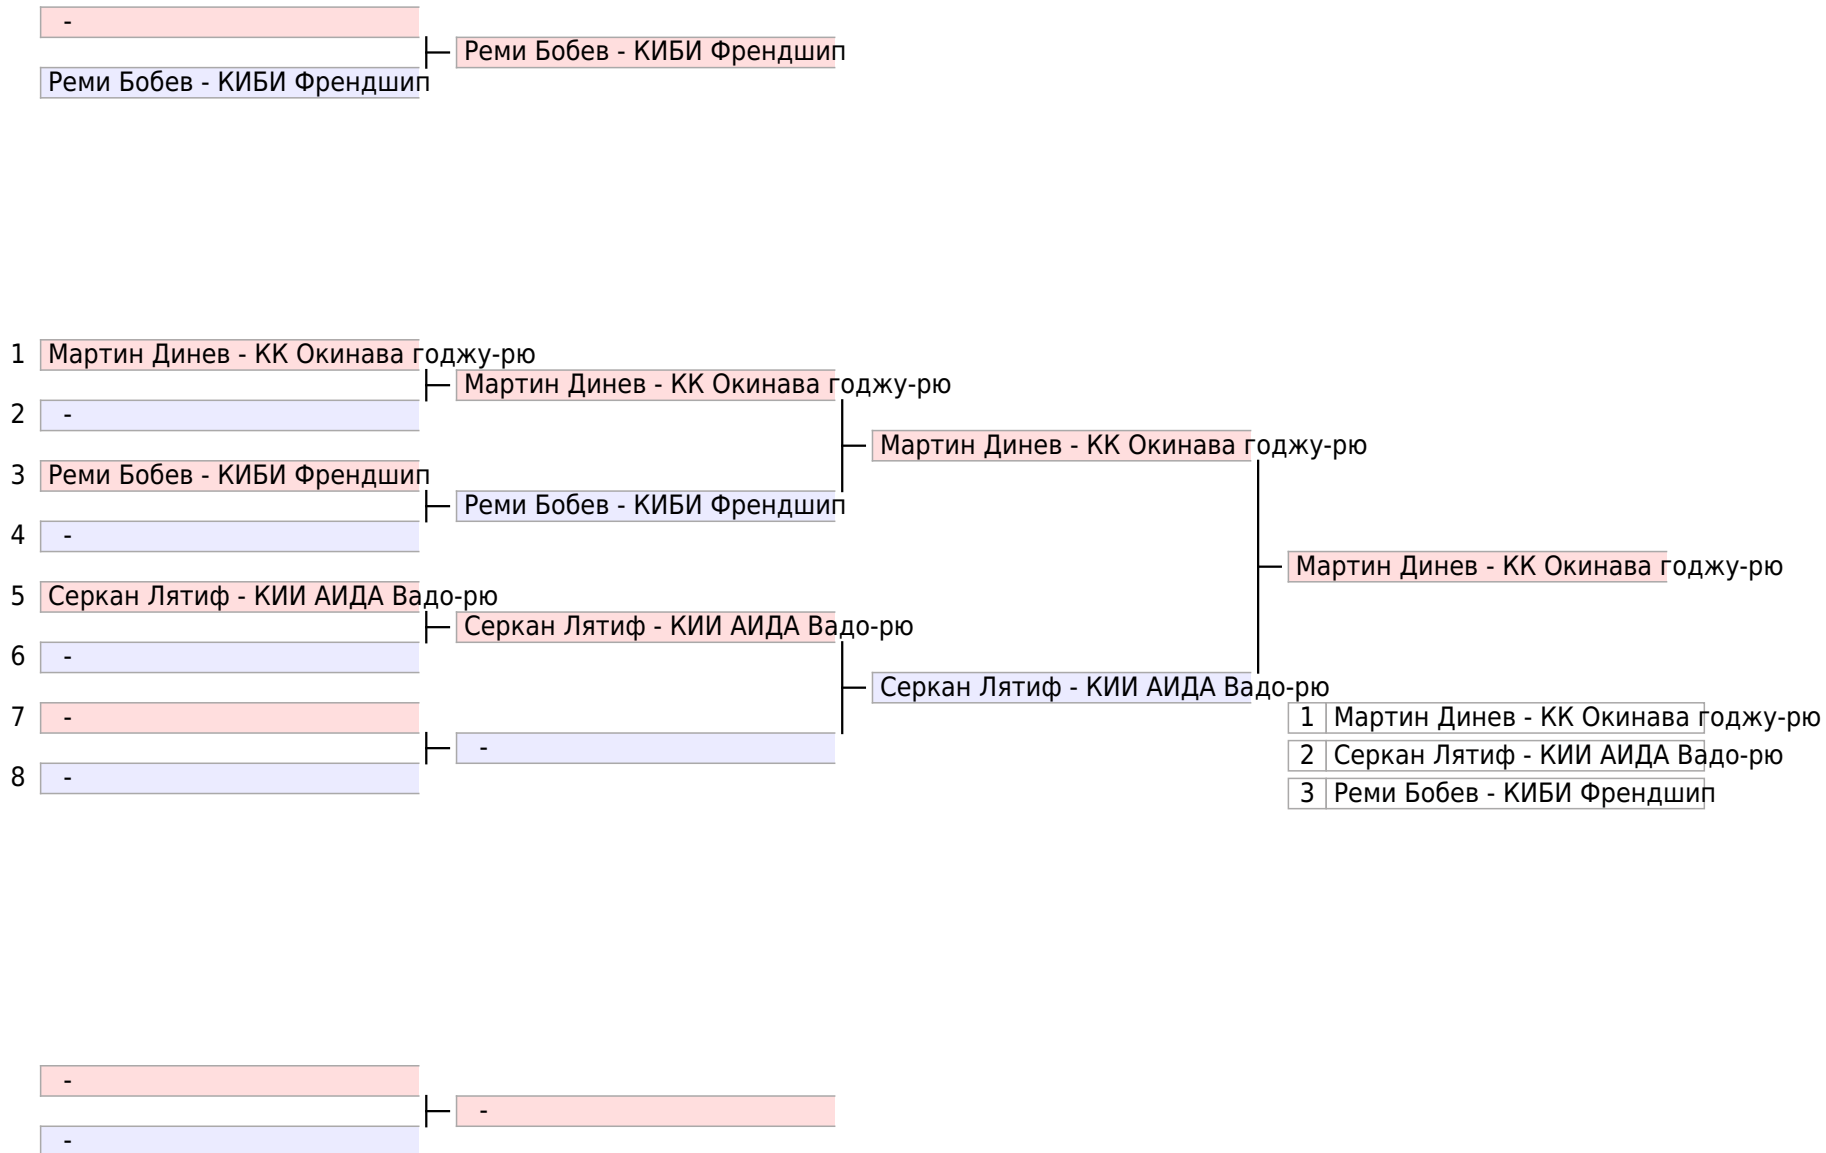 -
Реми Бобев - КИБИ Френдшип
Реми Бобев - КИБИ Френдшип
1 Мартин Динев - КК Окинава годжу-рю
Мартин Динев - КК Окинава годжу-рю
2 -
Мартин Динев - КК Окинава годжу-рю
3 Реми Бобев - КИБИ Френдшип
Реми Бобев - КИБИ Френдшип
4 -
Мартин Динев - КК Окинава годжу-рю
5 Серкан Лятиф - КИИ АИДА Вадо-рю
Серкан Лятиф - КИИ АИДА Вадо-рю
6 -
Серкан Лятиф - КИИ АИДА Вадо-рю
7 -
1 Мартин Динев - КК Окинава годжу-рю
-
2 Серкан Лятиф - КИИ АИДА Вадо-рю
8 -
3 Реми Бобев - КИБИ Френдшип
-
-
-